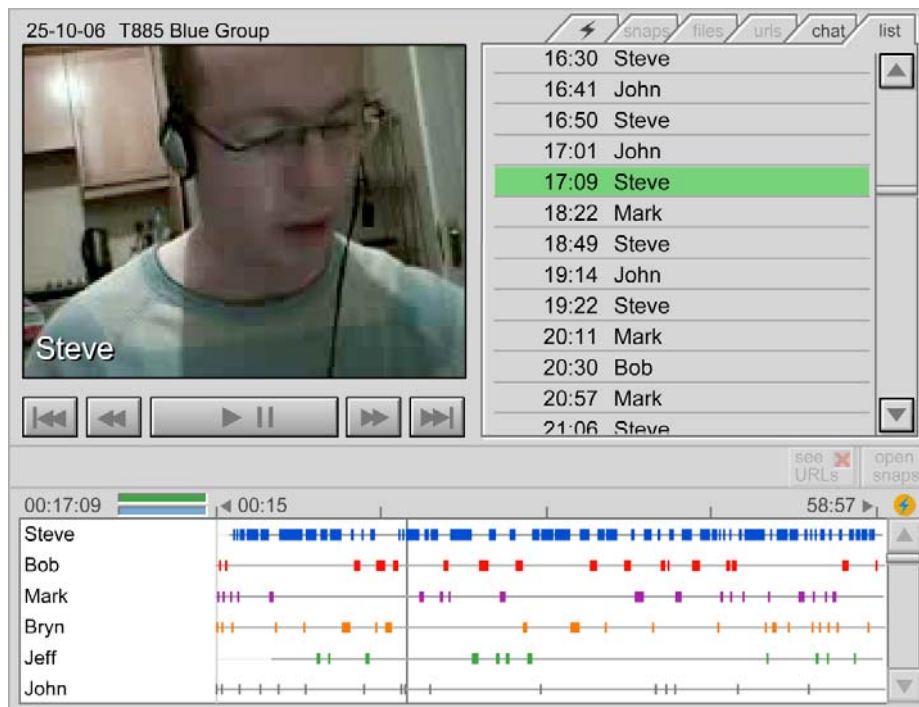 25-10-06 T885 Blue Group
snaps files urls chat list
16:30 Steve
16:41 John
16:50 Steve
17:01 John
17:09 Steve
18:22 Mark
18:49 Steve
19:14 John
19:22 Steve
20:11 Mark
20:30 Bob
20:57 Mark
21:06 Steve
Steve
see URLs
open snaps
00:17:09
00:15
58:57
Steve
Bob
Mark
Bryn
Jeff
John